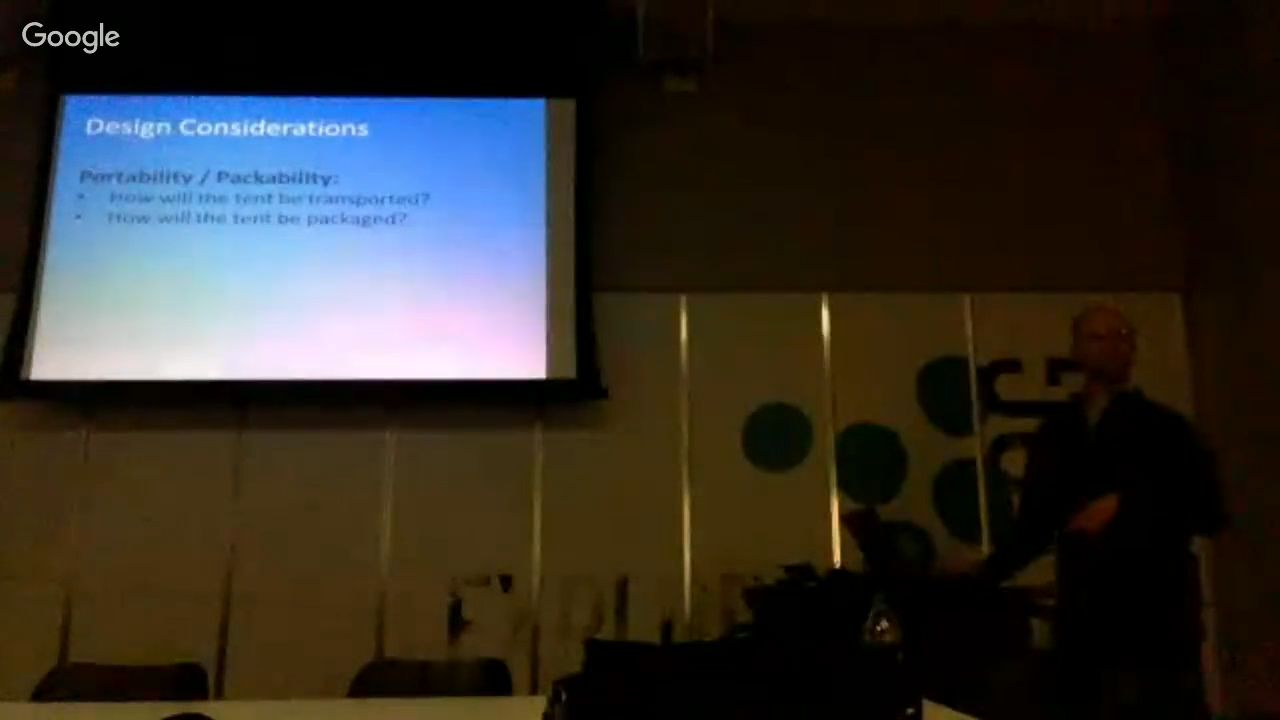 Google
Design Considerations
Portability / Packability:
• How will the tent be transported?
• How will the tent be packaged?